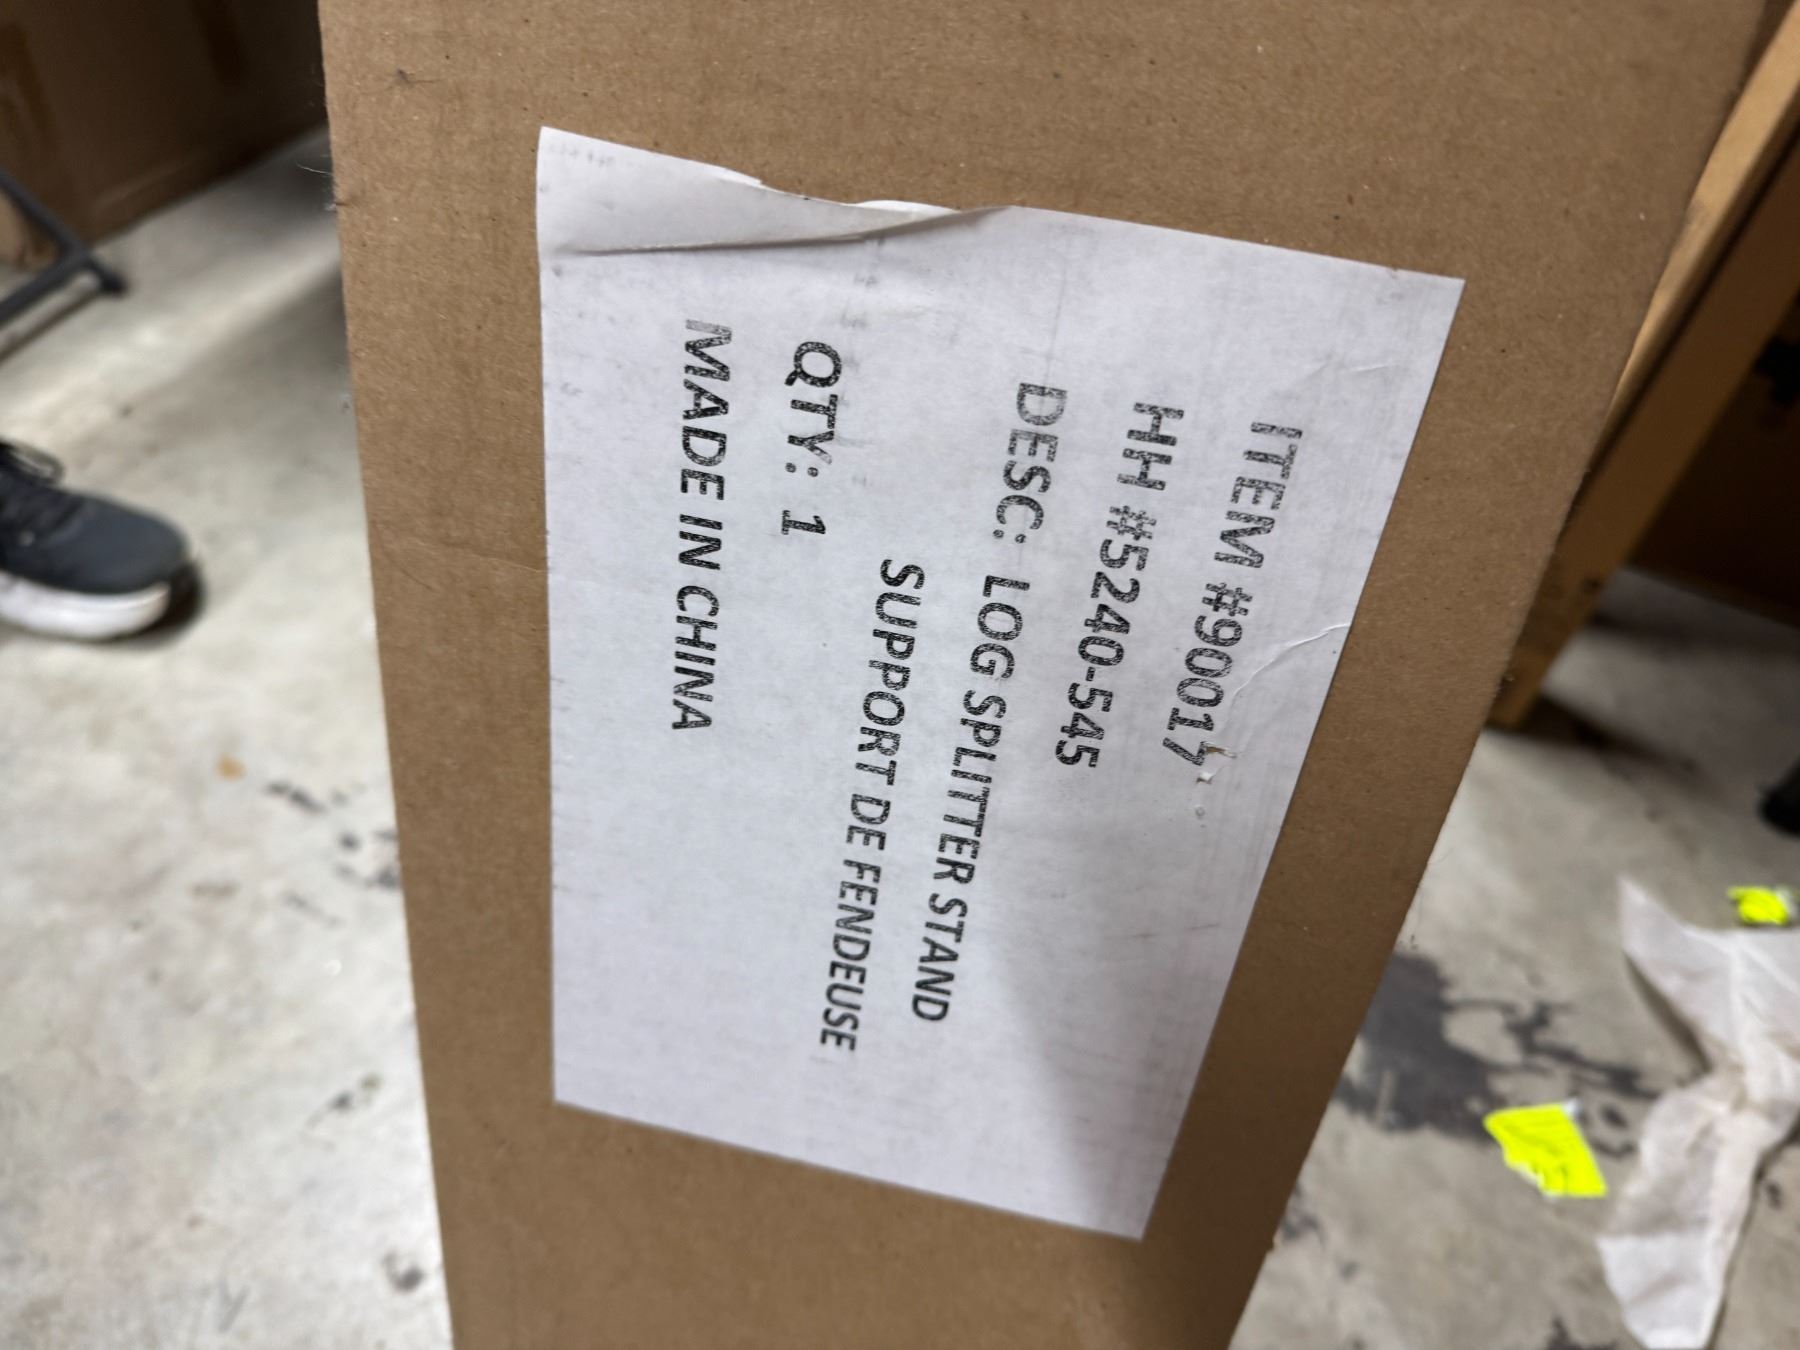 ITEM #90017
HH #5240-545
DESC: LOG SPLITTER STAND
SUPPORT DE FENDEUSE
QTY: 1
MADE IN CHINA